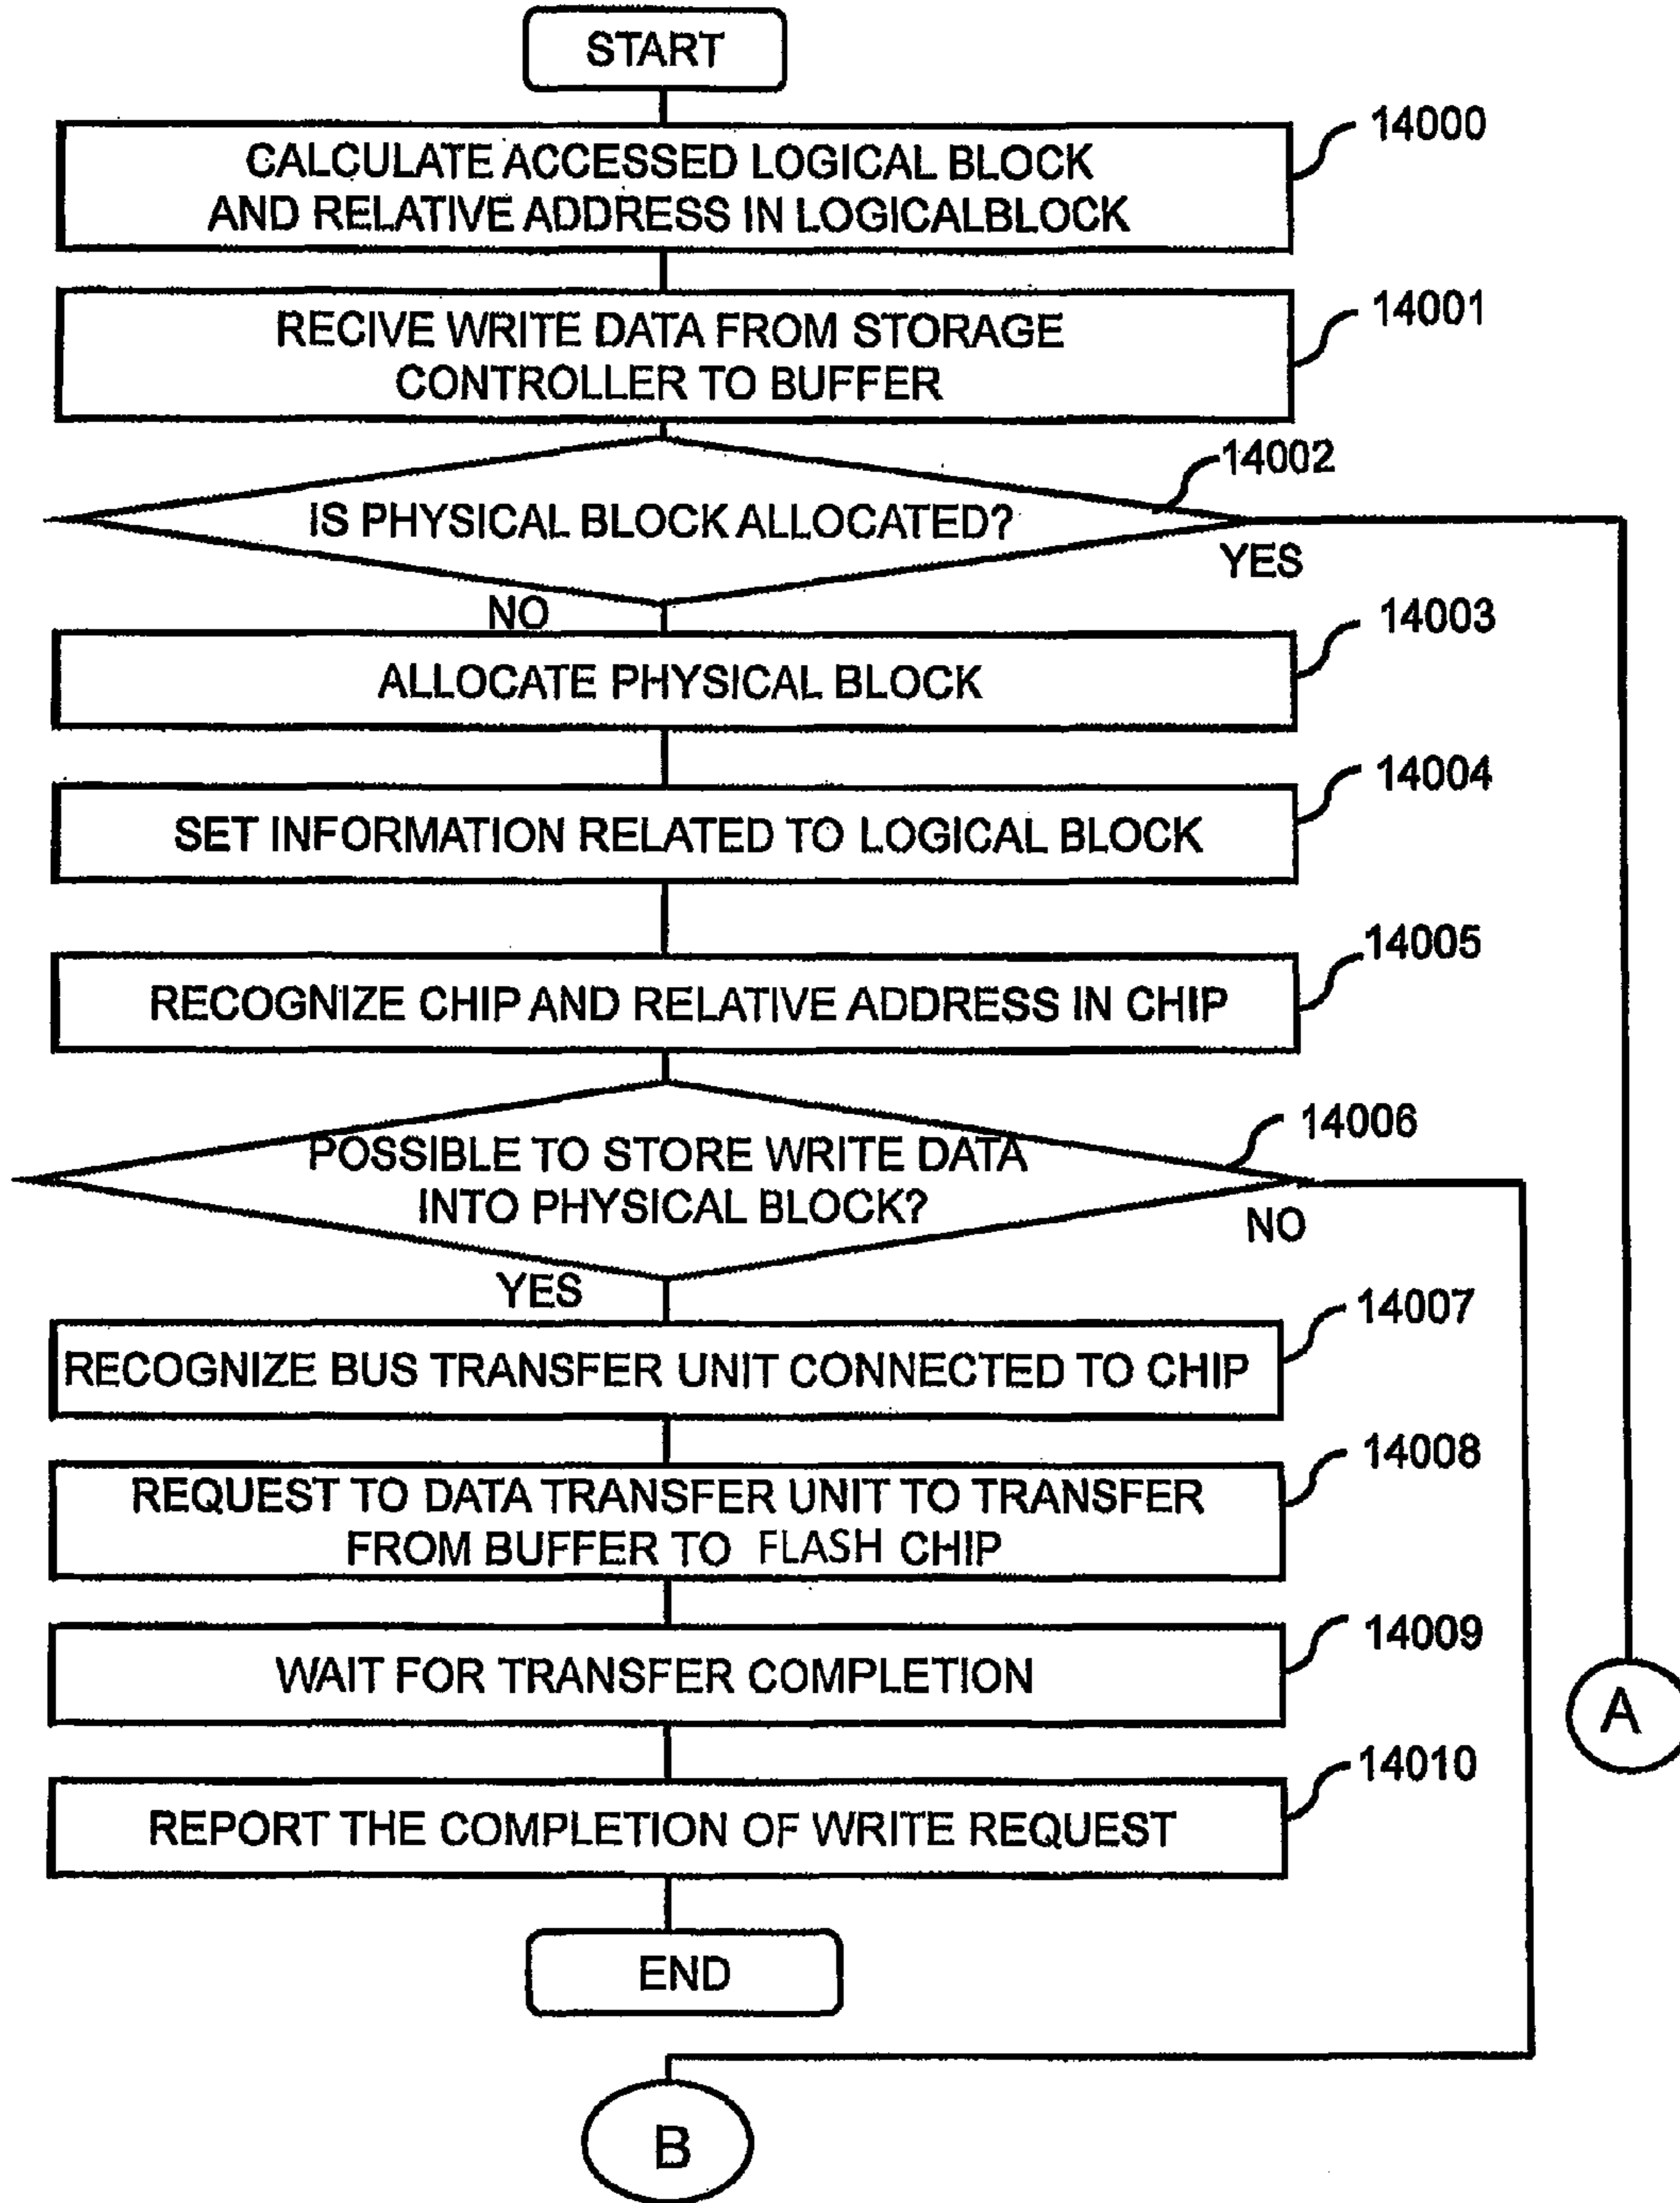 START
14000
CALCULATE ACCESSED LOGICAL BLOCK
AND RELATIVE ADDRESS IN LOGICALBLOCK
14001
RECIVE WRITE DATA FROM STORAGE
CONTROLLER TO BUFFER
14002
IS PHYSICAL BLOCK ALLOCATED?
YES
NO
14003
ALLOCATE PHYSICAL BLOCK
14004
SET INFORMATION RELATED TO LOGICAL BLOCK
14005
RECOGNIZE CHIP AND RELATIVE ADDRESS IN CHIP
14006
POSSIBLE TO STORE WRITE DATA
INTO PHYSICAL BLOCK?
NO
YES
14007
RECOGNIZE BUS TRANSFER UNIT CONNECTED TO CHIP
14008
REQUEST TO DATA TRANSFER UNIT TO TRANSFER
FROM BUFFER TO FLASH CHIP
14009
WAIT FOR TRANSFER COMPLETION
A
14010
REPORT THE COMPLETION OF WRITE REQUEST
END
B